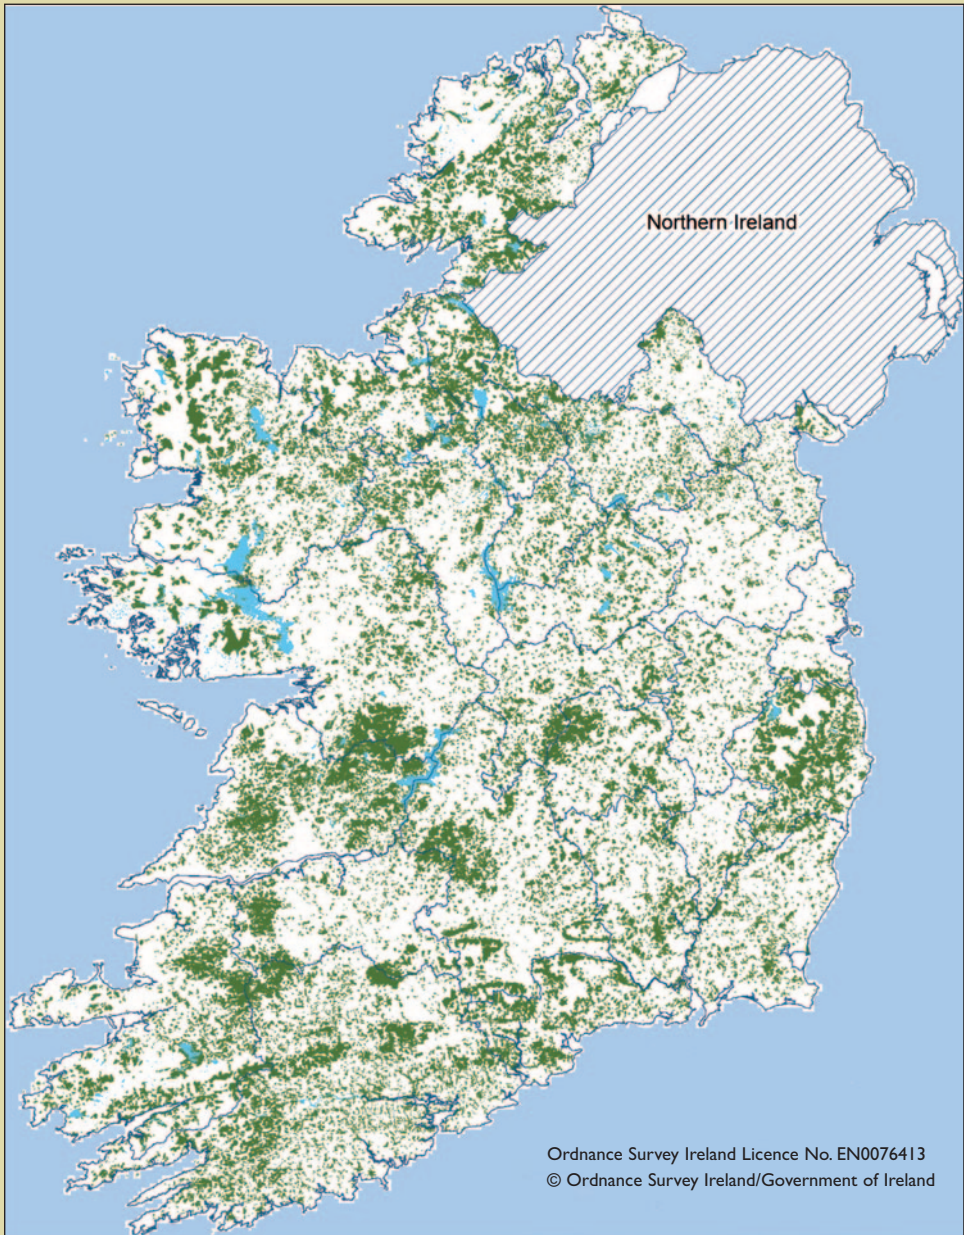 Northern Ireland
Ordnance Survey Ireland Licence No. EN0076413
© Ordnance Survey Ireland/Government of Ireland